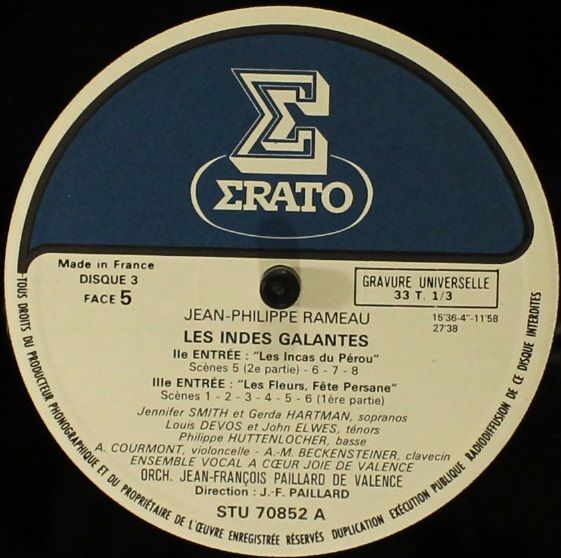 Σ
ΣRATO
Made in France
DISQUE 3
FACE 5
GRAVURE UNIVERSELLE
33 T. 1/3
JEAN-PHILIPPE RAMEAU
15'36-4"-11'58
27'38
LES INDES GALANTES
IIe ENTRÉE : "Les Incas du Pérou"
Scènes 5 (2e partie) - 6 - 7 - 8
IIIe ENTRÉE : "Les Fleurs, Fête Persane"
Scènes 1 - 2 - 3 - 4 - 5 - 6 (1ère partie)
Jennifer SMITH et Gerda HARTMAN, sopranos
Louis DEVOS et John ELWES, ténors
Philippe HUTTENLOCHER, basse
A. COURMONT, violoncelle - A.-M. BECKENSTEINER, clavecin
ENSEMBLE VOCAL A CŒUR JOIE DE VALENCE
ORCH. JEAN-FRANÇOIS PAILLARD DE VALENCE
Direction : J.-F. PAILLARD
STU 70852 A
-TOUS DROITS DU PRODUCTEUR PHONOGRAPHIQUE ET DU PROPRIÉTAIRE DE L'ŒUVRE ENREGISTRÉE RÉSERVÉS DUPLICATION EXÉCUTION PUBLIQUE RADIODIFFUSION DE CE DISQUE INTERDITES